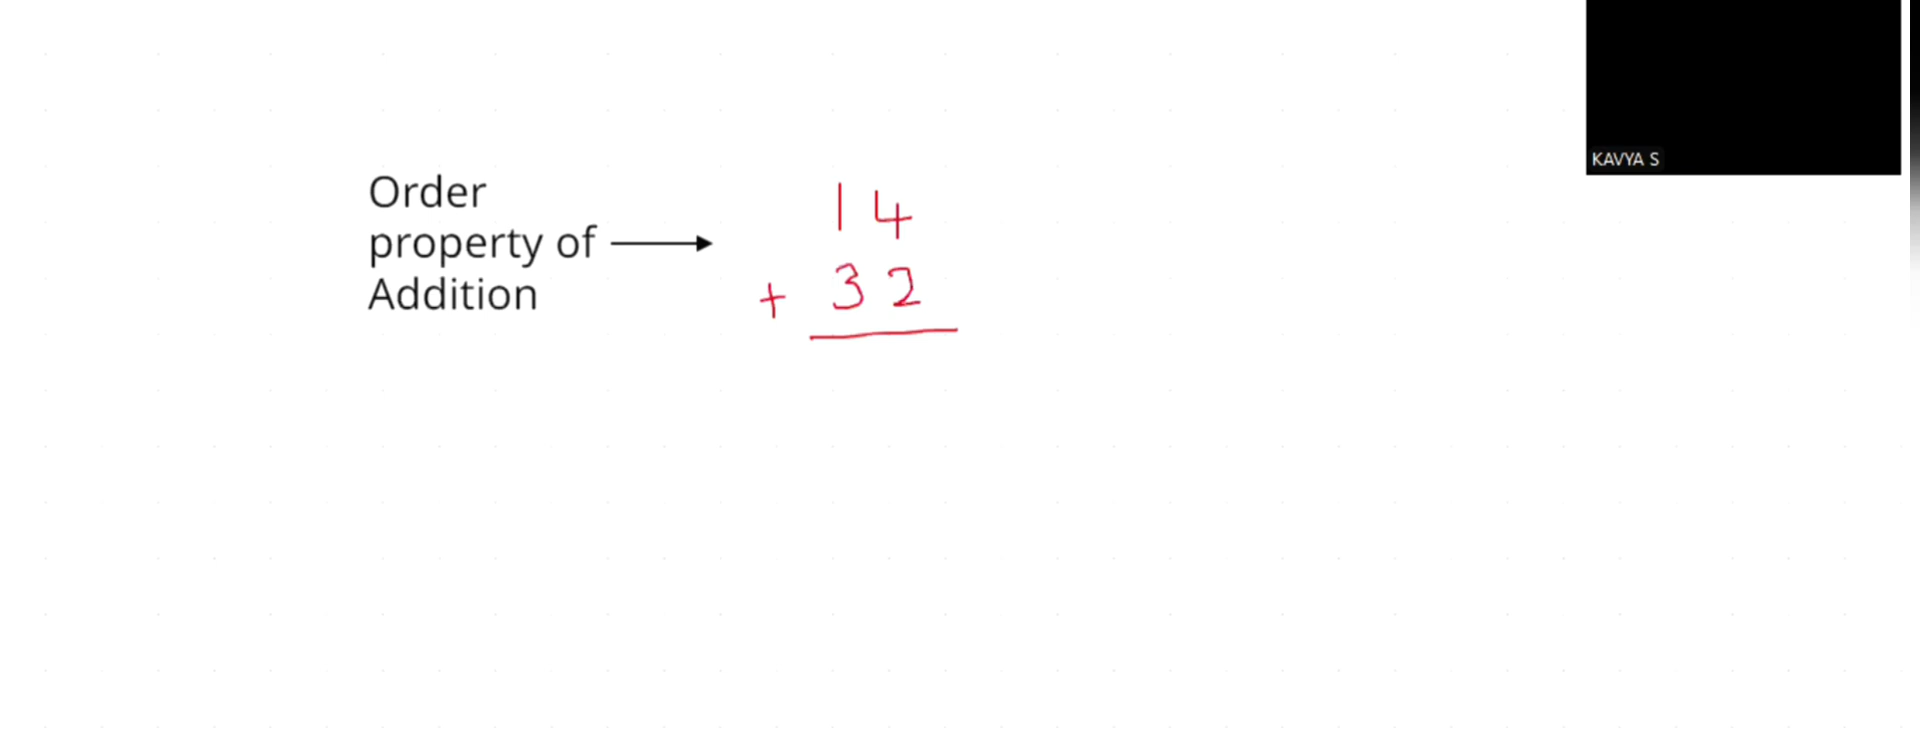 Order
property of
Addition
14
+ 32
KAVYA S